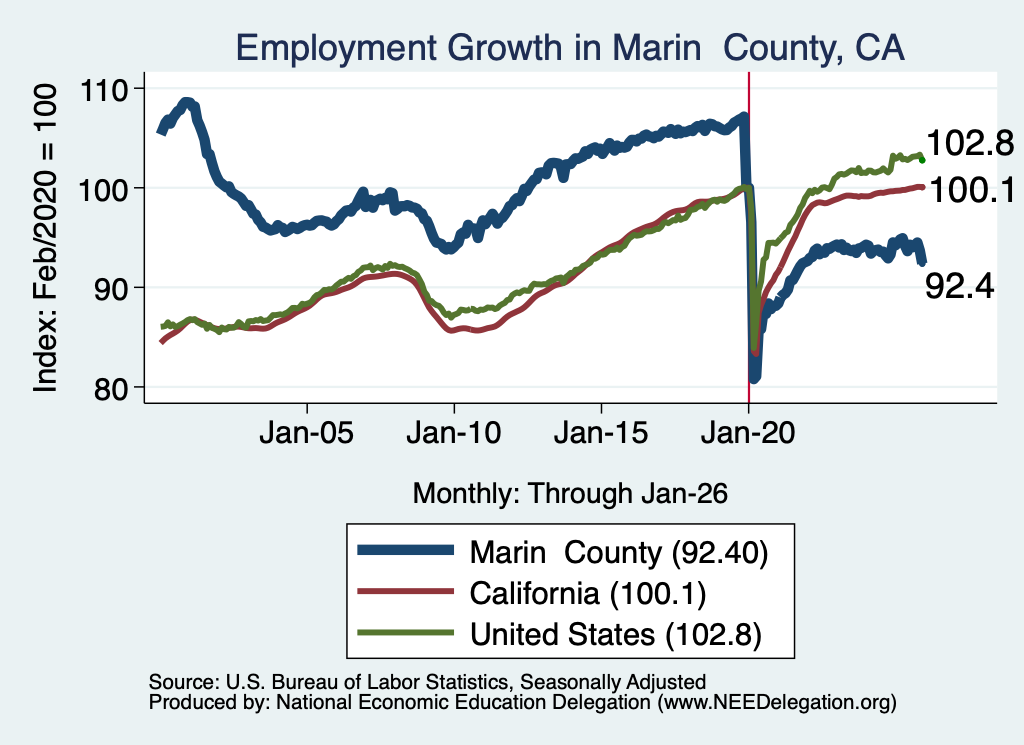 Employment Growth in Marin  County, CA
Index: Feb/2020 = 100
110
100
90
80
102.8
100.1
92.4
Jan-05 Jan-10 Jan-15 Jan-20
Monthly: Through Jan-26
Marin  County (92.40)
California (100.1)
United States (102.8)
Source: U.S. Bureau of Labor Statistics, Seasonally Adjusted
Produced by: National Economic Education Delegation (www.NEEDelegation.org)